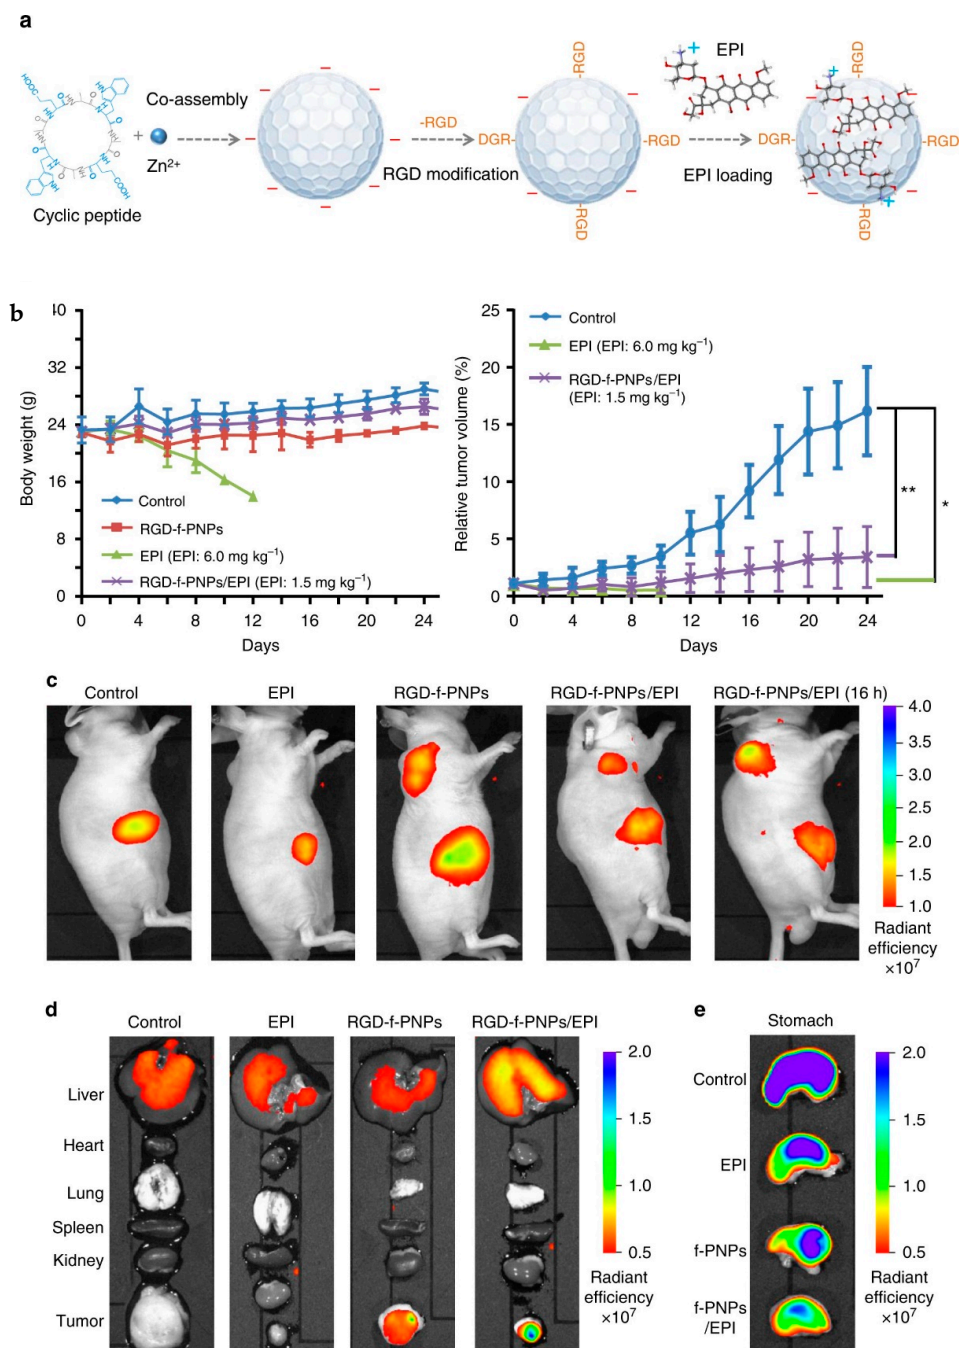 a
HOOC
NH
O
HN
COOH
Cyclic peptide
+
Zn²⁺
Co-assembly
-RGD
RGD modification
-RGD
DGR-
-RGD
-RGD
EPI
+
EPI loading
+
DGR-
-RGD
-RGD
+
b
40
32
24
16
8
0
Body weight (g)
0 4 8 12 16 20 24
Days
Control
RGD-f-PNPs
EPI (EPI: 6.0 mg kg⁻¹)
RGD-f-PNPs/EPI (EPI: 1.5 mg kg⁻¹)
25
20
15
10
5
0
Relative tumor volume (%)
0 4 8 12 16 20 24
Days
Control
EPI (EPI: 6.0 mg kg⁻¹)
RGD-f-PNPs/EPI
(EPI: 1.5 mg kg⁻¹)
**
*
c
Control EPI RGD-f-PNPs RGD-f-PNPs/EPI RGD-f-PNPs/EPI (16 h)
4.0
3.5
3.0
2.5
2.0
1.5
1.0
Radiant
efficiency
×10⁷
d
Control EPI RGD-f-PNPs RGD-f-PNPs/EPI
Liver
Heart
Lung
Spleen
Kidney
Tumor
2.0
1.5
1.0
0.5
Radiant
efficiency
×10⁷
e
Stomach
Control
EPI
f-PNPs
f-PNPs
/EPI
2.0
1.5
1.0
0.5
Radiant
efficiency
×10⁷